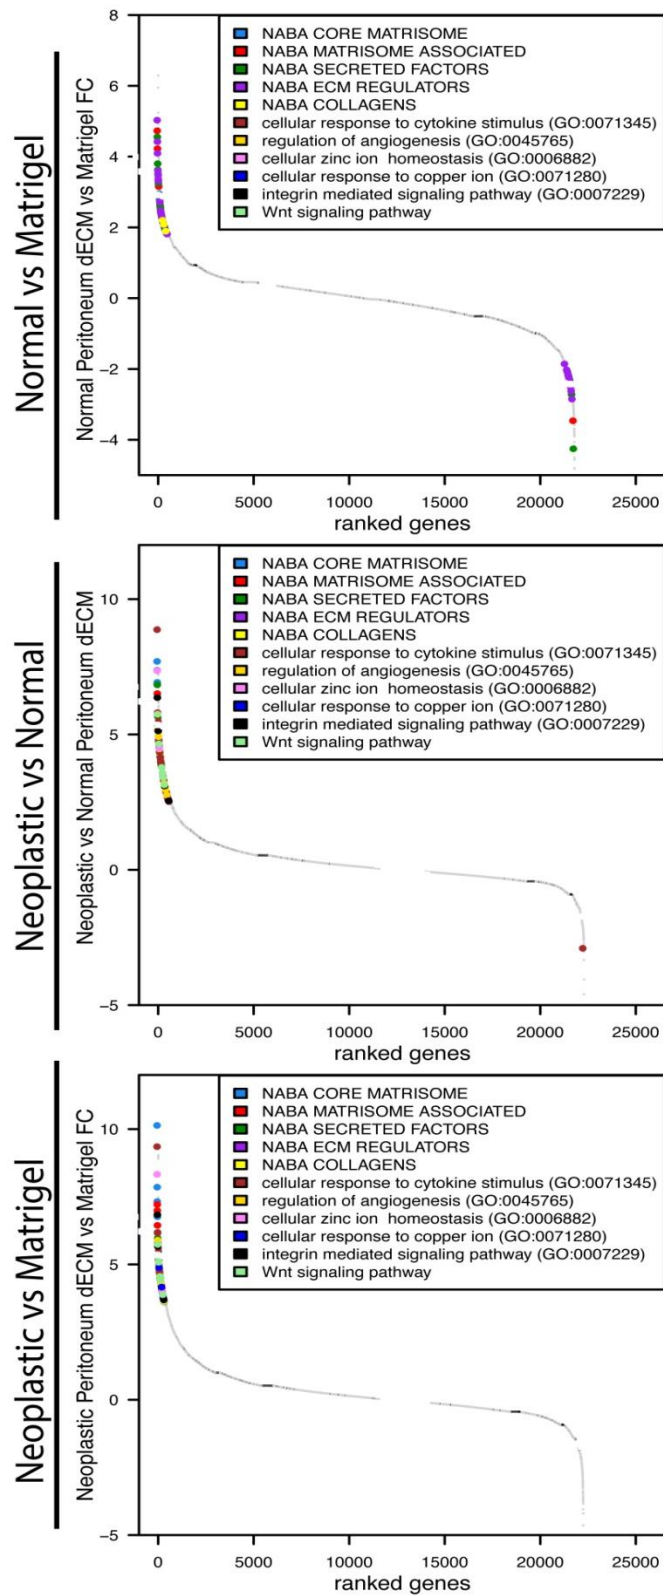 Normal vs Matrigel
Normal Peritoneum dECM vs Matrigel FC
8
6
4
2
0
−2
−4
NABA CORE MATRISOME
NABA MATRISOME ASSOCIATED
NABA SECRETED FACTORS
NABA ECM REGULATORS
NABA COLLAGENS
cellular response to cytokine stimulus (GO:0071345)
regulation of angiogenesis (GO:0045765)
cellular zinc ion homeostasis (GO:0006882)
cellular response to copper ion (GO:0071280)
integrin mediated signaling pathway (GO:0007229)
Wnt signaling pathway
0 5000 10000 15000 20000 25000
ranked genes
Neoplastic vs Normal
Neoplastic vs Normal Peritoneum dECM
10
5
0
−5
NABA CORE MATRISOME
NABA MATRISOME ASSOCIATED
NABA SECRETED FACTORS
NABA ECM REGULATORS
NABA COLLAGENS
cellular response to cytokine stimulus (GO:0071345)
regulation of angiogenesis (GO:0045765)
cellular zinc ion homeostasis (GO:0006882)
cellular response to copper ion (GO:0071280)
integrin mediated signaling pathway (GO:0007229)
Wnt signaling pathway
0 5000 10000 15000 20000 25000
ranked genes
Neoplastic vs Matrigel
Neoplastic Peritoneum dECM vs Matrigel FC
10
5
0
−5
NABA CORE MATRISOME
NABA MATRISOME ASSOCIATED
NABA SECRETED FACTORS
NABA ECM REGULATORS
NABA COLLAGENS
cellular response to cytokine stimulus (GO:0071345)
regulation of angiogenesis (GO:0045765)
cellular zinc ion homeostasis (GO:0006882)
cellular response to copper ion (GO:0071280)
integrin mediated signaling pathway (GO:0007229)
Wnt signaling pathway
0 5000 10000 15000 20000 25000
ranked genes